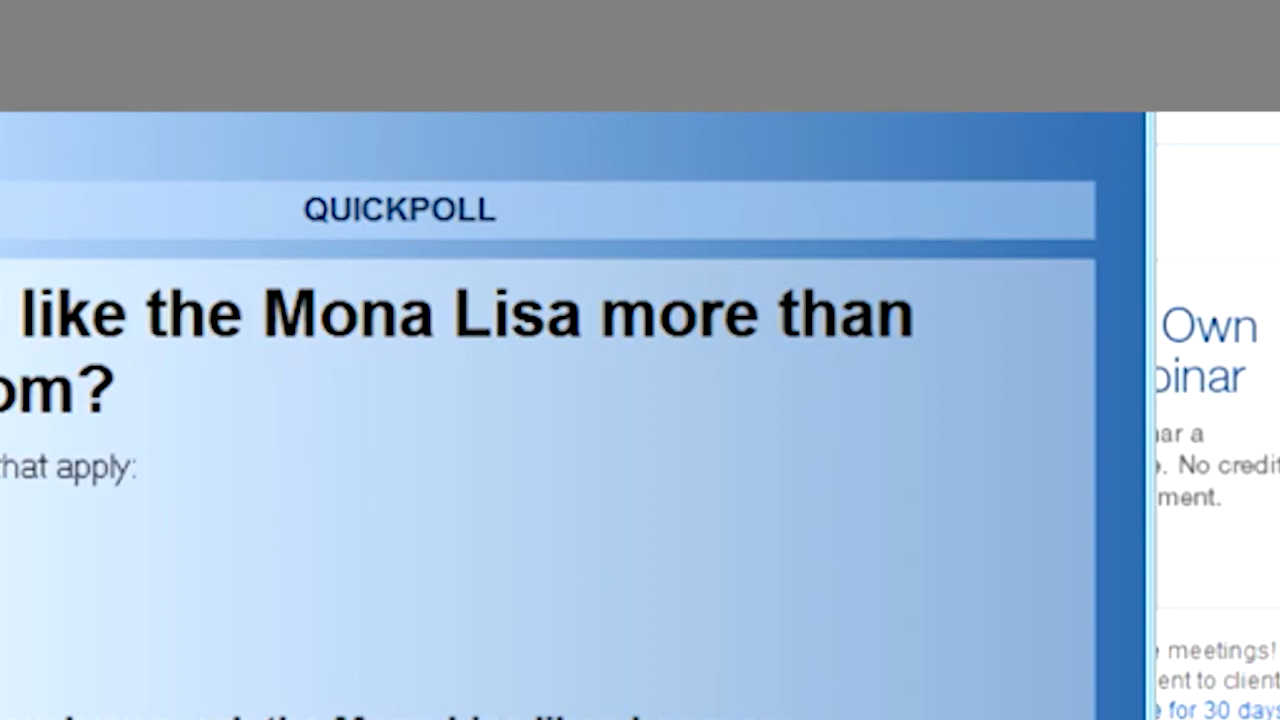 QUICKPOLL
like the Mona Lisa more than
om?
that apply:
Own
binar
ar a
. No credit
ment.
meetings!
ent to client
for 30 days